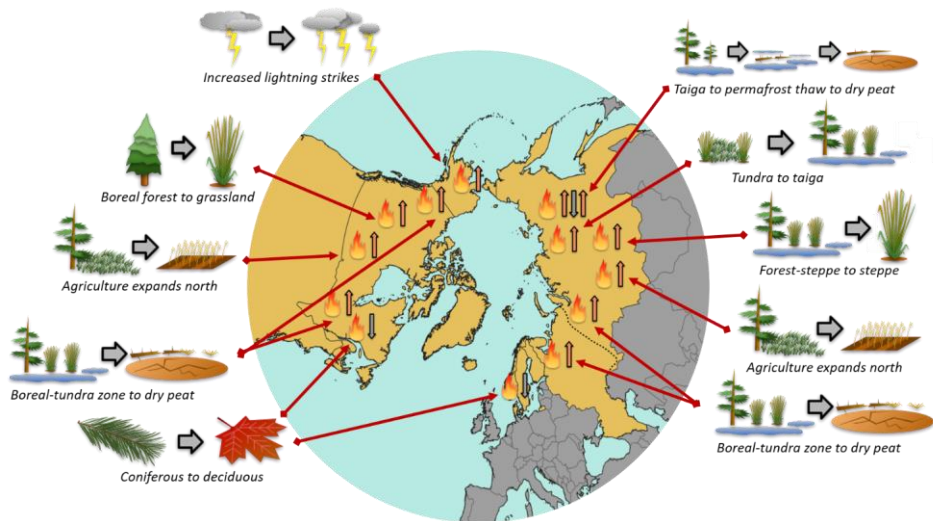 Increased lightning strikes
Taiga to permafrost thaw to dry peat
Boreal forest to grassland
Tundra to taiga
Agriculture expands north
Forest-steppe to steppe
Boreal-tundra zone to dry peat
Agriculture expands north
Coniferous to deciduous
Boreal-tundra zone to dry peat